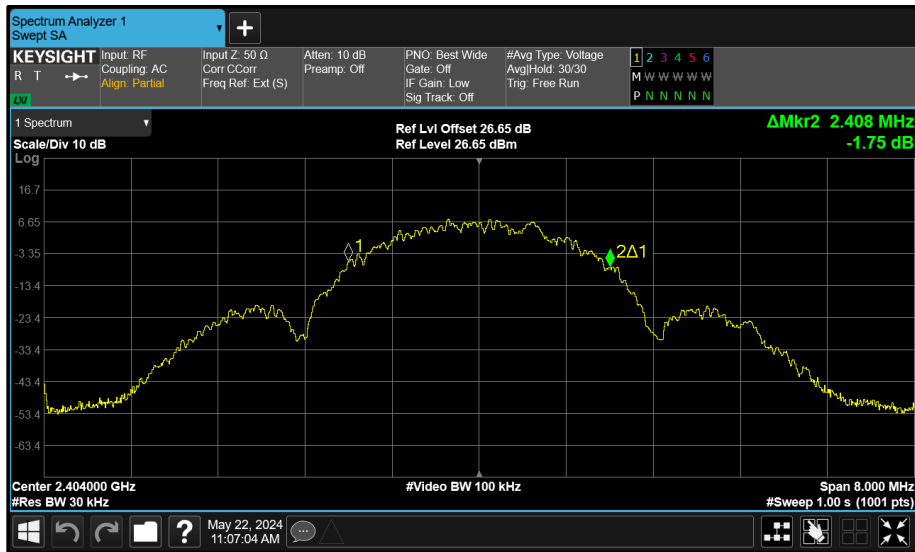 Spectrum Analyzer 1
Swept SA
+
KEYSIGHT
R T
LXI
Input: RF
Coupling: AC
Align: Partial
Input Z: 50 Ω
Corr CCorr
Freq Ref: Ext (S)
Atten: 10 dB
Preamp: Off
PNO: Best Wide
Gate: Off
IF Gain: Low
Sig Track: Off
#Avg Type: Voltage
Avg|Hold: 30/30
Trig: Free Run
1 2 3 4 5 6
M W W W W W
P N N N N N
1 Spectrum
Scale/Div 10 dB
Ref Lvl Offset 26.65 dB
Ref Level 26.65 dBm
ΔMkr2 2.408 MHz
-1.75 dB
Log
16.7
6.65
-3.35
-13.4
-23.4
-33.4
-43.4
-53.4
-63.4
1
2Δ1
Center 2.404000 GHz
#Res BW 30 kHz
#Video BW 100 kHz
Span 8.000 MHz
#Sweep 1.00 s (1001 pts)
?
May 22, 2024
11:07:04 AM